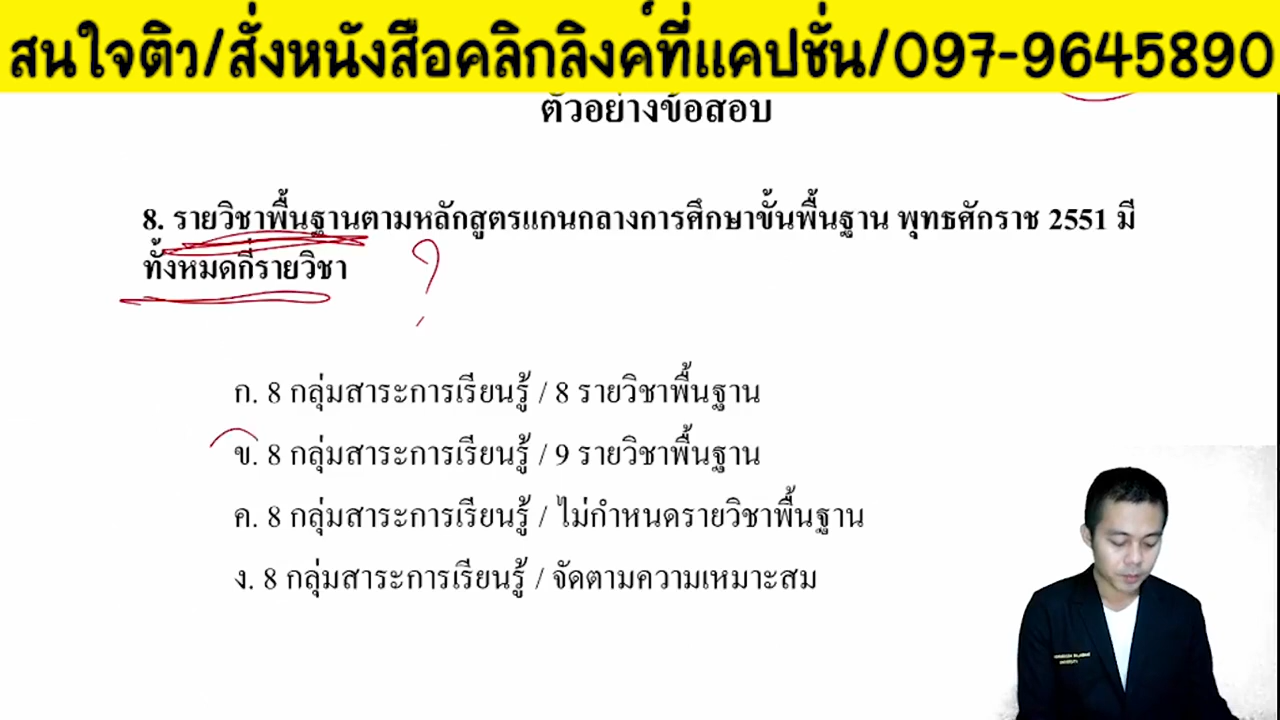 สนใจติว/สั่งหนังสือคลิกลิงค์ที่แคปชั่น/097-9645890
ตัวอย่างข้อสอบ
8. รายวิชาพื้นฐานตามหลักสูตรแกนกลางการศึกษาขั้นพื้นฐาน พุทธศักราช 2551 มี
ทั้งหมดกี่รายวิชา
?
ก. 8 กลุ่มสาระการเรียนรู้ / 8 รายวิชาพื้นฐาน
ข. 8 กลุ่มสาระการเรียนรู้ / 9 รายวิชาพื้นฐาน
ค. 8 กลุ่มสาระการเรียนรู้ / ไม่กำหนดรายวิชาพื้นฐาน
ง. 8 กลุ่มสาระการเรียนรู้ / จัดตามความเหมาะสม